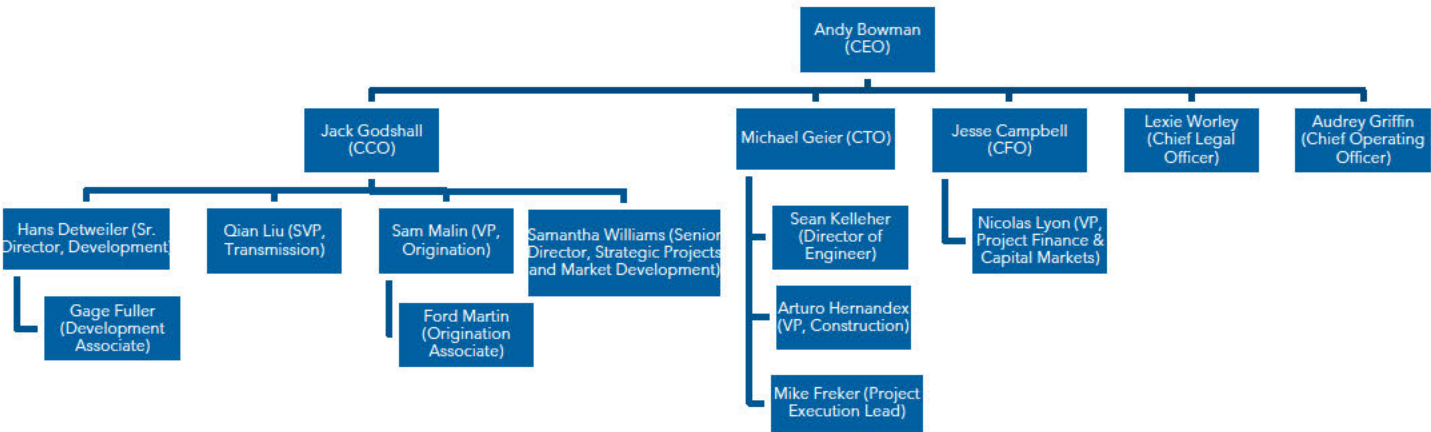 Andy Bowman
(CEO)
Jack Godshall
(CCO)
Michael Geier (CTO)
Jesse Campbell
(CFO)
Lexie Worley
(Chief Legal
Officer)
Audrey Griffin
(Chief Operating
Officer)
Hans Detweiler (Sr.
Director, Development)
Qian Liu (SVP,
Transmission)
Sam Malin (VP,
Origination)
Samantha Williams (Senior
Director, Strategic Projects
and Market Development)
Sean Kelleher
(Director of
Engineer)
Nicolas Lyon (VP,
Project Finance &
Capital Markets)
Gage Fuller
(Development
Associate)
Ford Martin
(Origination
Associate)
Arturo Hernandex
(VP, Construction)
Mike Freker (Project
Execution Lead)